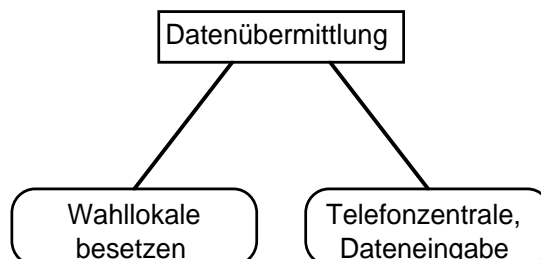 Datenübermittlung
Wahllokale
besetzen
Telefonzentrale,
Dateneingabe